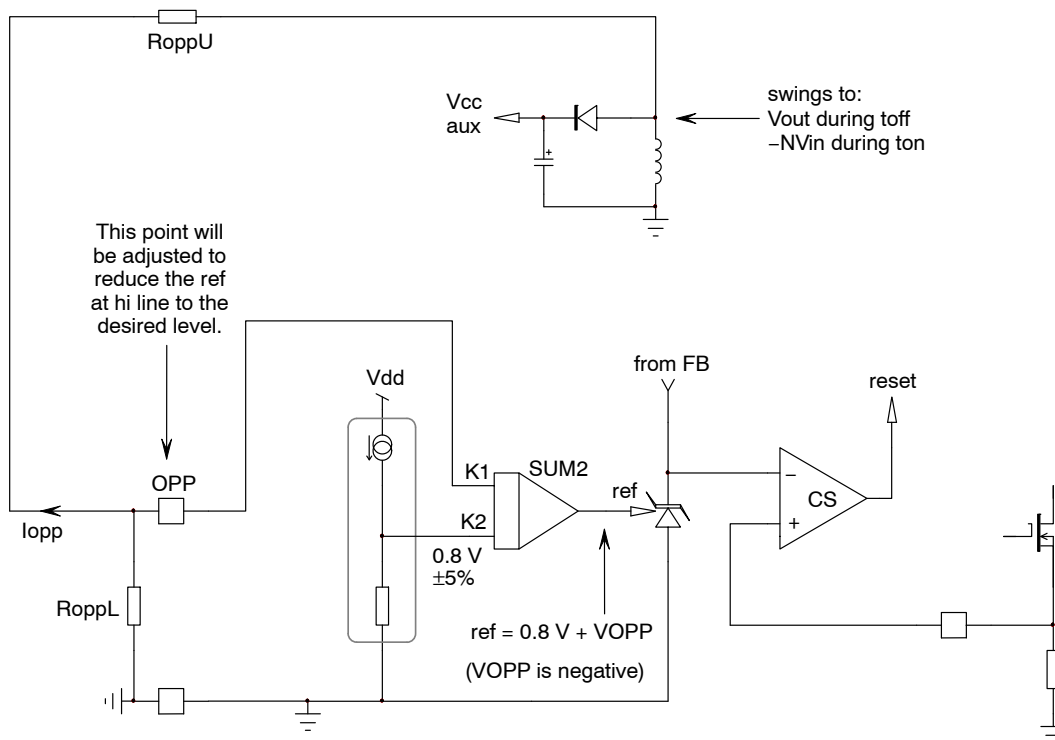 RoppU
Vcc
aux
swings to:
Vout during toff
−NVin during ton
This point will
be adjusted to
reduce the ref
at hi line to the
desired level.
from FB
Vdd
reset
OPP
K1
SUM2
ref
−
CS
Iopp
K2
+
0.8 V
±5%
RoppL
ref = 0.8 V + VOPP
(VOPP is negative)
+